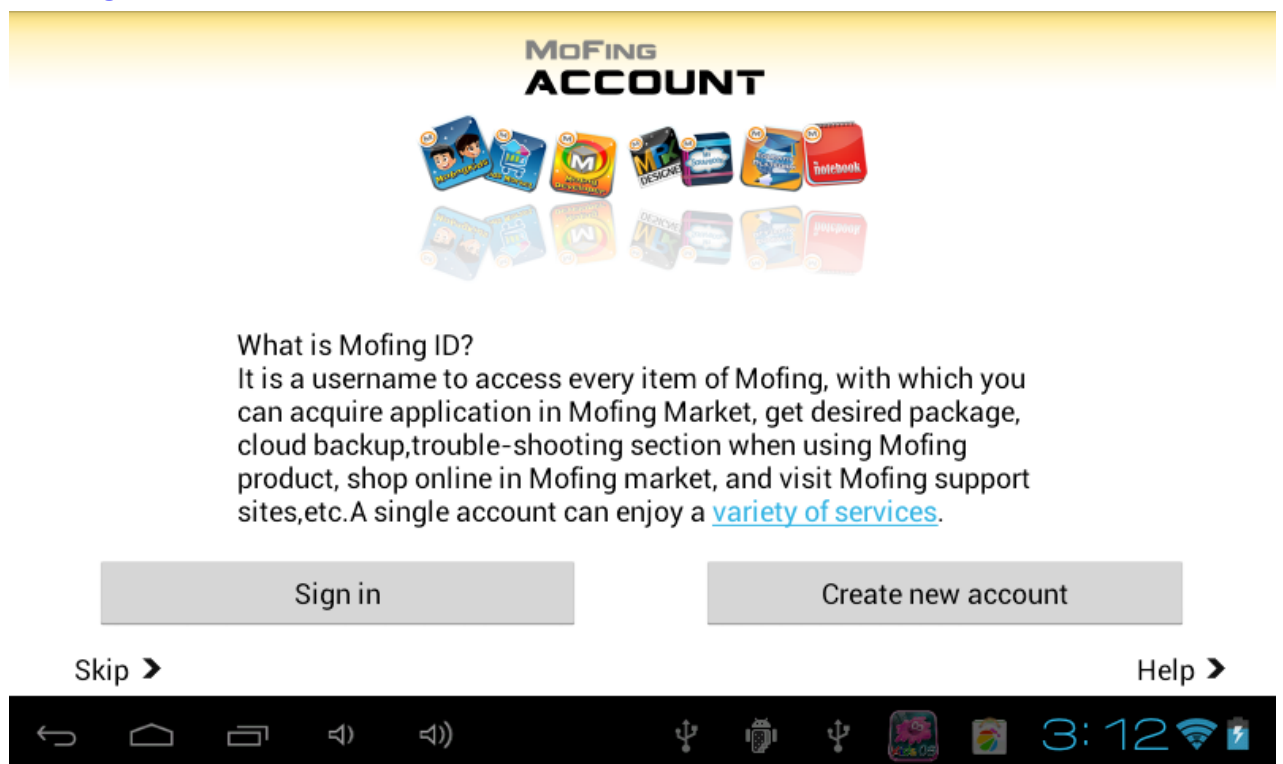 MoFing
ACCOUNT
notebook
What is Mofing ID?
It is a username to access every item of Mofing, with which you
can acquire application in Mofing Market, get desired package,
cloud backup,trouble-shooting section when using Mofing
product, shop online in Mofing market, and visit Mofing support
sites,etc.A single account can enjoy a variety of services.
Sign in
Create new account
Skip
Help
3:12